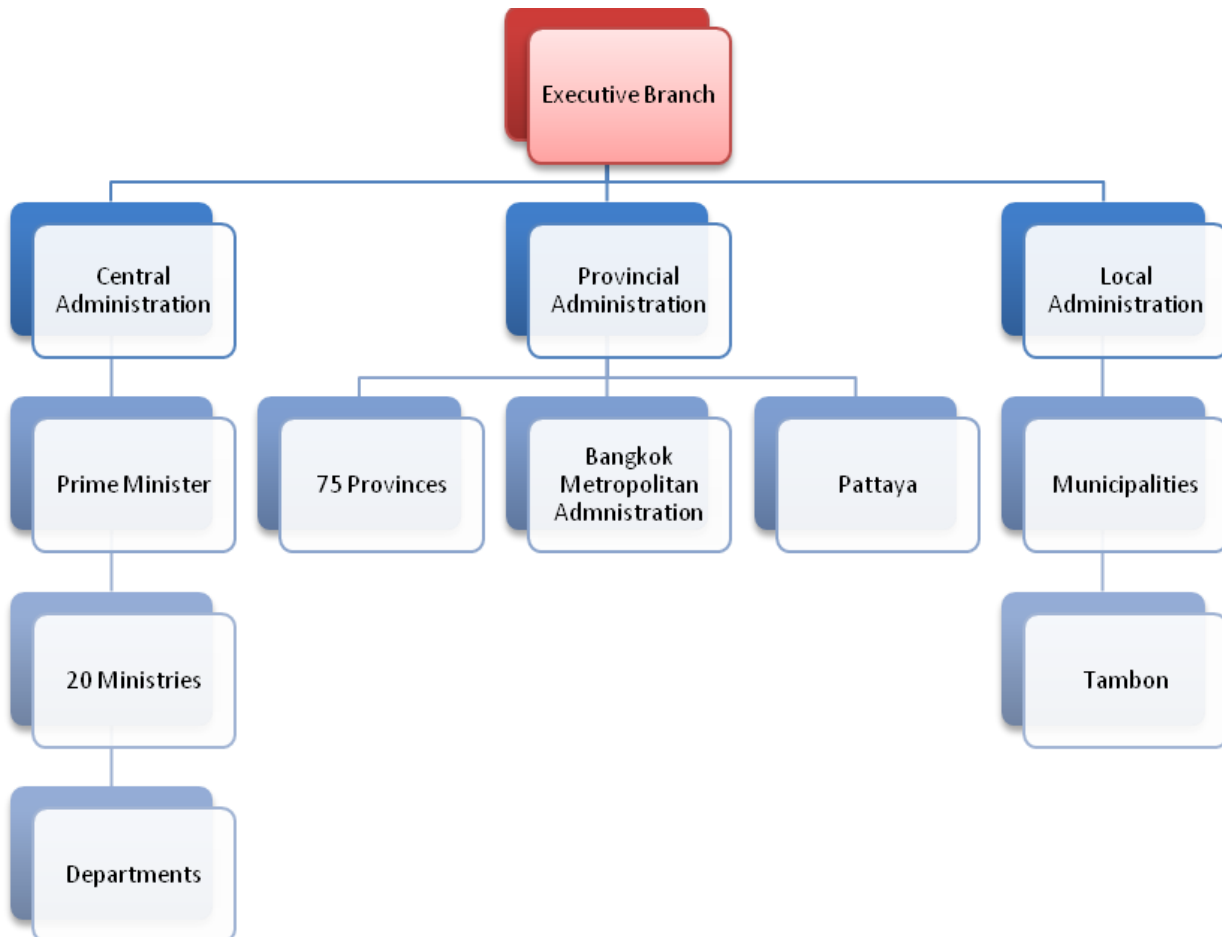 Executive Branch
Central
Administration
Provincial
Administration
Local
Administration
Prime Minister
75 Provinces
Bangkok
Metropolitan
Admnistration
Pattaya
Municipalities
20 Ministries
Tambon
Departments